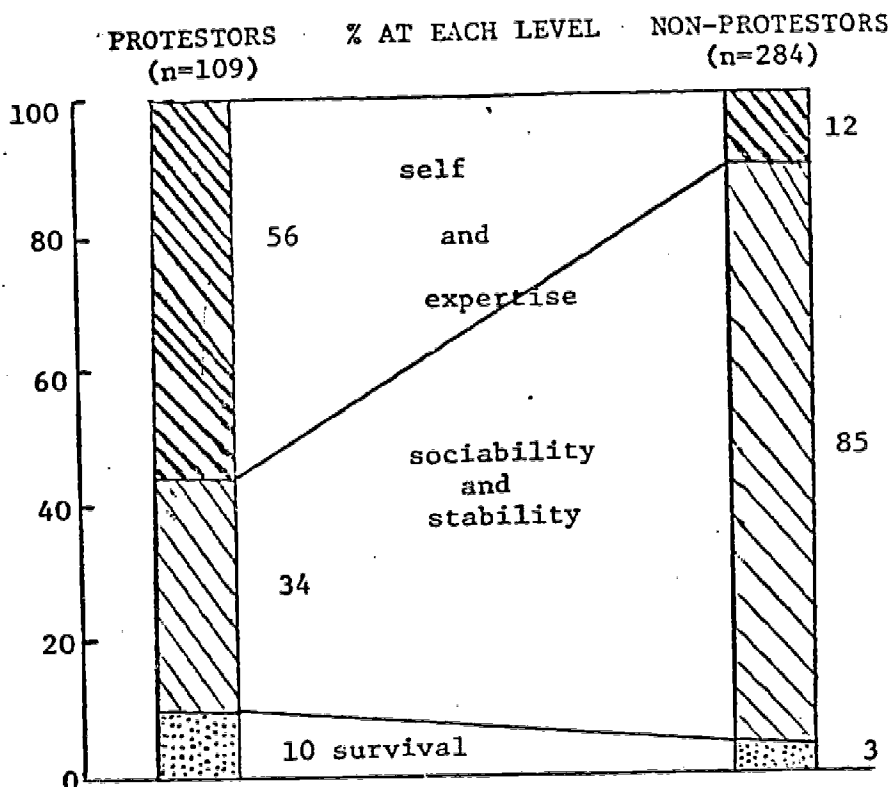 PROTESTORS % AT EACH LEVEL NON-PROTESTORS
(n=109) (n=284)
100
12
self
80
56
and
expertise
60
sociability
85
and
stability
40
34
20
10 survival
3
0